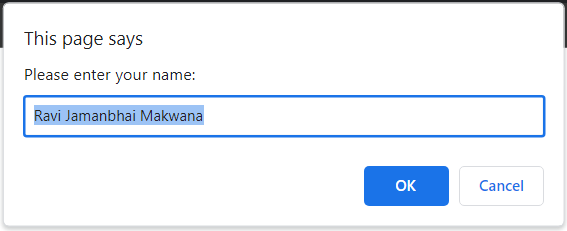 This page says
Please enter your name:
Ravi Jamanbhai Makwana
OK Cancel